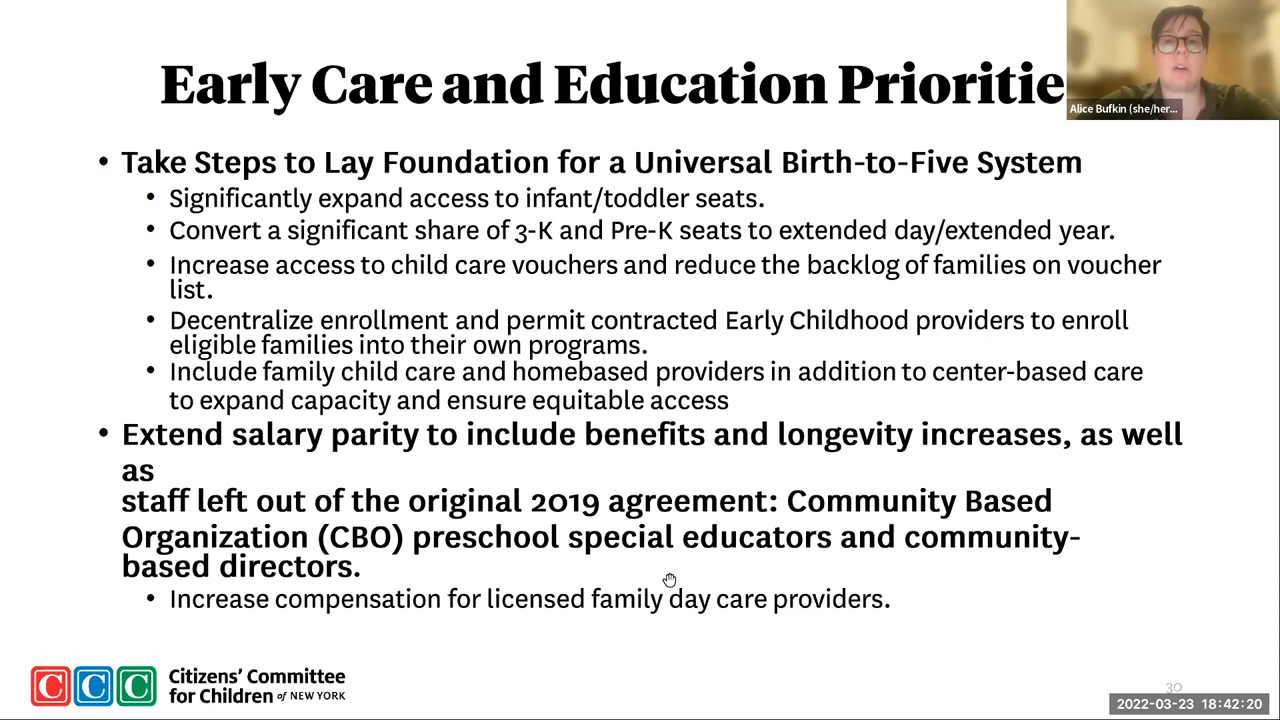 Early Care and Education Prioritie
Alice Bufkin (she/her...
• Take Steps to Lay Foundation for a Universal Birth-to-Five System
• Significantly expand access to infant/toddler seats.
• Convert a significant share of 3-K and Pre-K seats to extended day/extended year.
• Increase access to child care vouchers and reduce the backlog of families on voucher
list.
• Decentralize enrollment and permit contracted Early Childhood providers to enroll
eligible families into their own programs.
• Include family child care and homebased providers in addition to center-based care
to expand capacity and ensure equitable access
• Extend salary parity to include benefits and longevity increases, as well
as
staff left out of the original 2019 agreement: Community Based
Organization (CBO) preschool special educators and community-
based directors.
• Increase compensation for licensed family day care providers.
CCC
Citizens' Committee
for Children of NEW YORK
30
2022-03-23 18:42:20